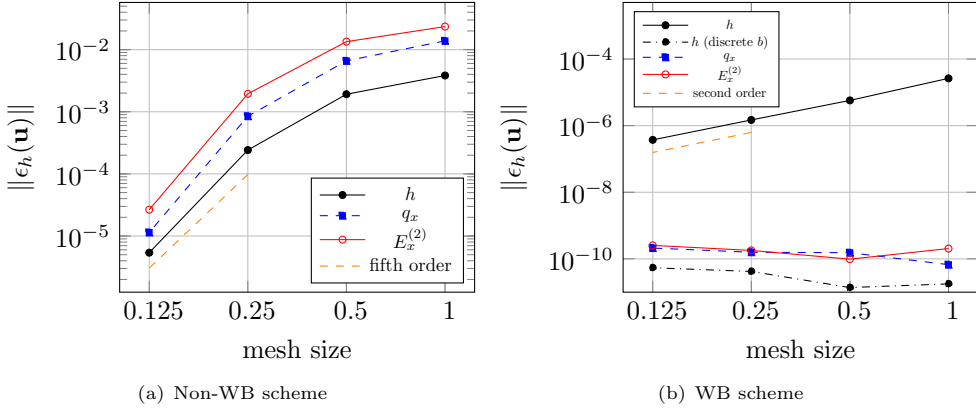 ||ϵ_h(𝐮)||
10^{-2}
10^{-3}
10^{-4}
10^{-5}
h
q_x
E_x^{(2)}
fifth order
0.125 0.25 0.5 1
mesh size
(a) Non-WB scheme
||ϵ_h(𝐮)||
10^{-4}
10^{-6}
10^{-8}
10^{-10}
h
h (discrete b)
q_x
E_x^{(2)}
second order
0.125 0.25 0.5 1
mesh size
(b) WB scheme